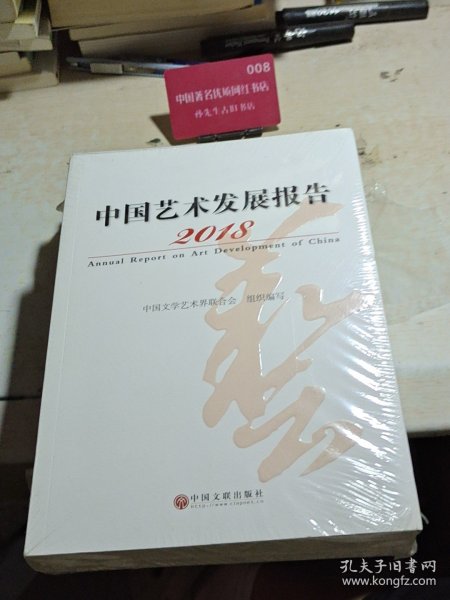 008
中国著名优质网红书店
孙先生古旧书店
中国艺术发展报告
2018
Annual Report on Art Development of China
中国文学艺术界联合会 组织编写
中国文联出版社
孔夫子旧书网
www.kongfz.com